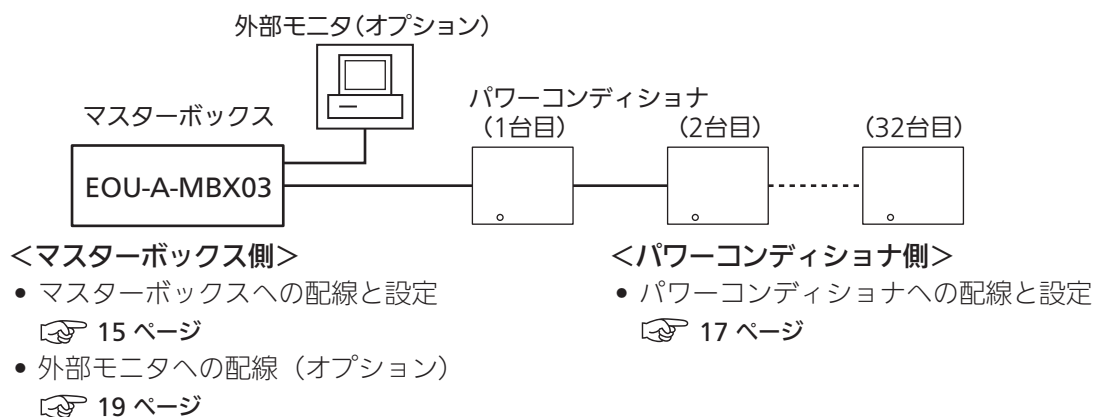 外部モニタ(オプション)
マスターボックス
EOU-A-MBX03
パワーコンディショナ
(1台目)
(2台目)
(32台目)
＜マスターボックス側＞
• マスターボックスへの配線と設定
☞ 15 ページ
• 外部モニタへの配線（オプション）
☞ 19 ページ
＜パワーコンディショナ側＞
• パワーコンディショナへの配線と設定
☞ 17 ページ